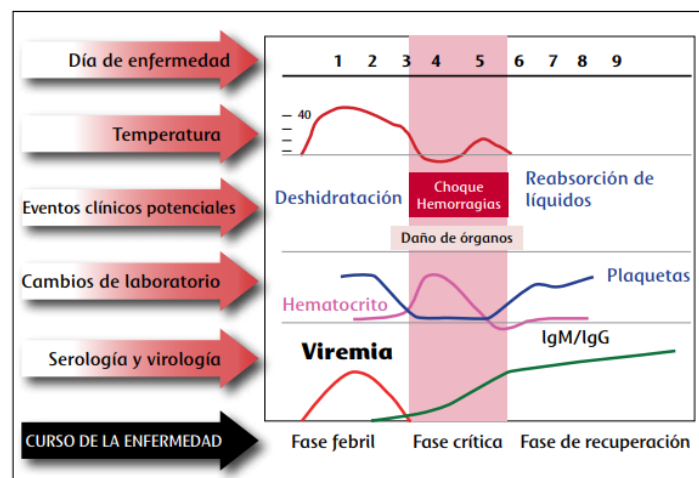 Día de enfermedad
1 2 3 4 5 6 7 8 9
Temperatura
40
Eventos clínicos potenciales
Deshidratación
Choque
Hemorragias
Reabsorción de
líquidos
Daño de órganos
Cambios de laboratorio
Hematocrito
Plaquetas
Serología y virología
Viremia
IgM/IgG
CURSO DE LA ENFERMEDAD
Fase febril
Fase crítica
Fase de recuperación